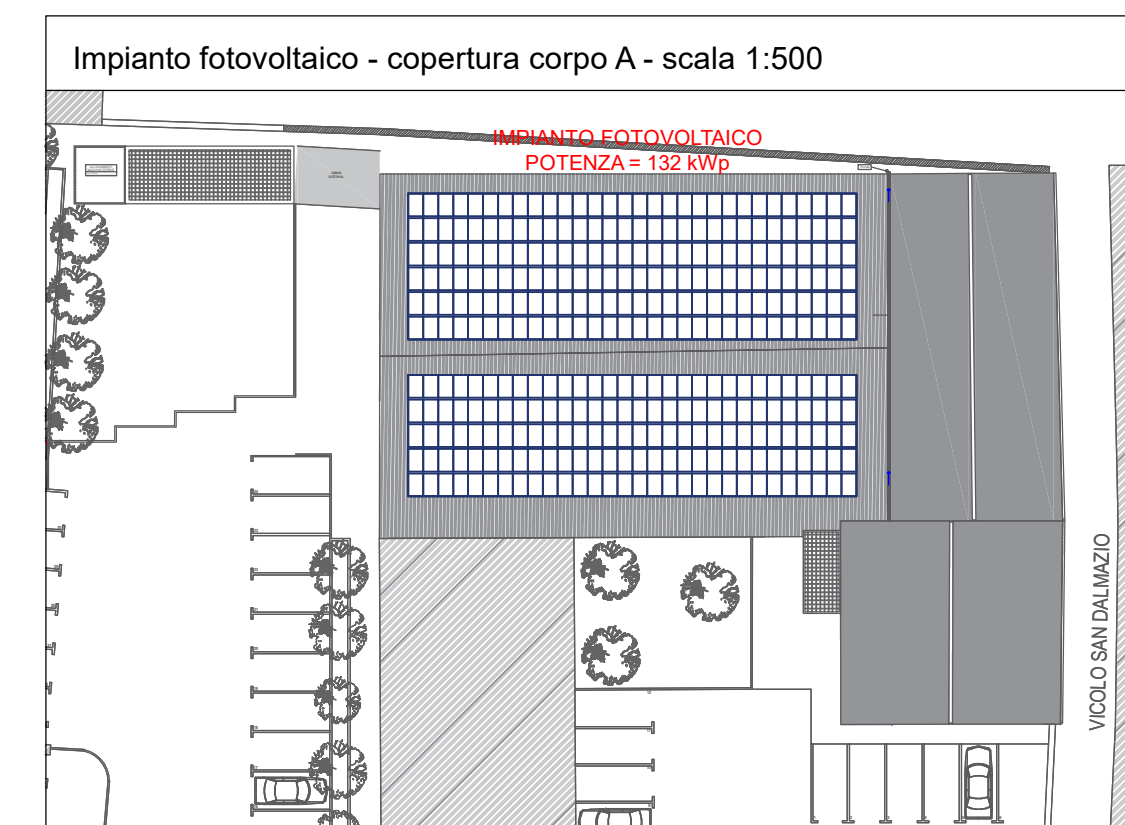 Impianto fotovoltaico - copertura corpo A - scala 1:500
IMPIANTO FOTOVOLTAICO
POTENZA = 132 kWp
VICOLO SAN DALMAZIO